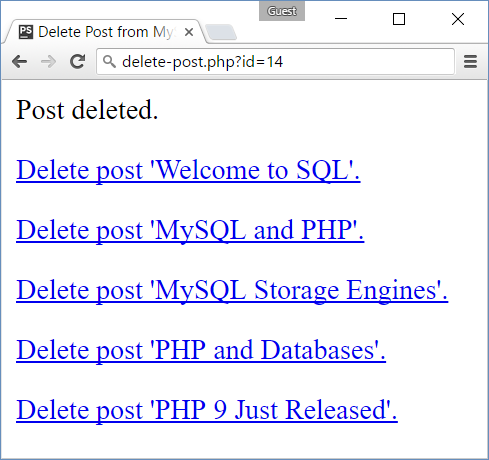 Guest
Delete Post from My
delete-post.php?id=14
Post deleted.
Delete post 'Welcome to SQL'.
Delete post 'MySQL and PHP'.
Delete post 'MySQL Storage Engines'.
Delete post 'PHP and Databases'.
Delete post 'PHP 9 Just Released'.